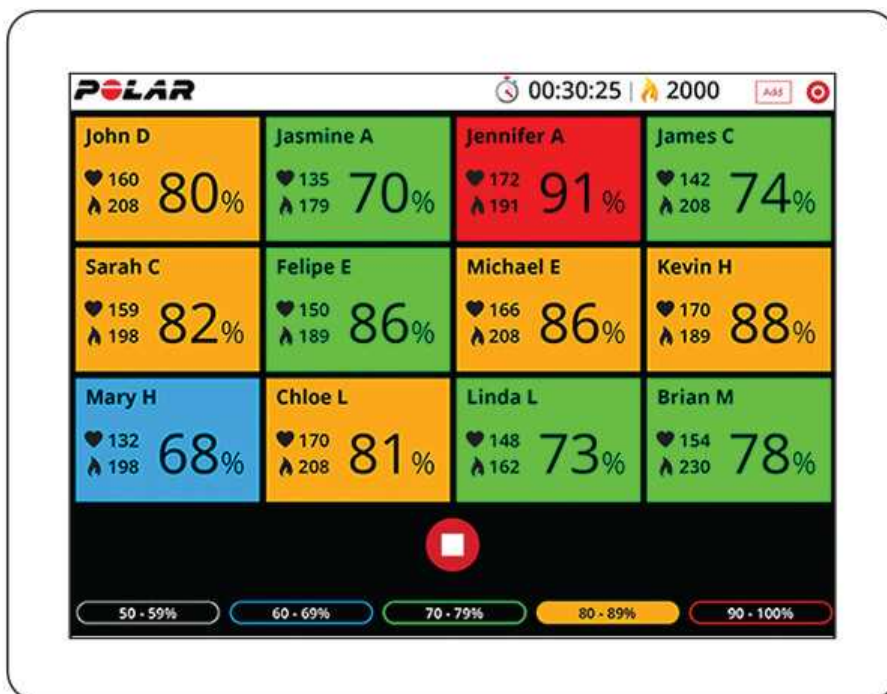 POLAR 00:30:25 | 2000 Add
John D Jasmine A Jennifer A James C
160 208 80% 135 179 70% 172 191 91% 142 208 74%
Sarah C Felipe E Michael E Kevin H
159 198 82% 150 189 86% 166 208 86% 170 189 88%
Mary H Chloe L Linda L Brian M
132 198 68% 170 208 81% 148 162 73% 154 230 78%
50 - 59% 60 - 69% 70 - 79% 80 - 89% 90 - 100%